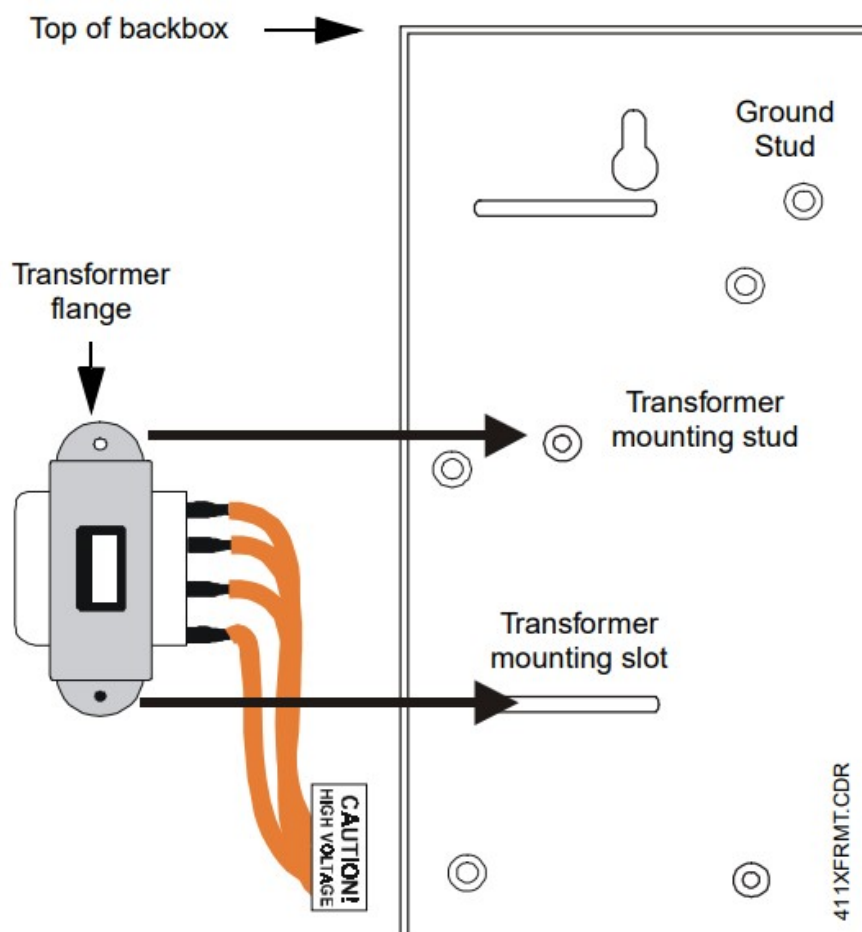 Top of backbox
Ground
Stud
Transformer
flange
Transformer
mounting stud
Transformer
mounting slot
CAUTION!
HIGH VOLTAGE
411XFRMT.CDR